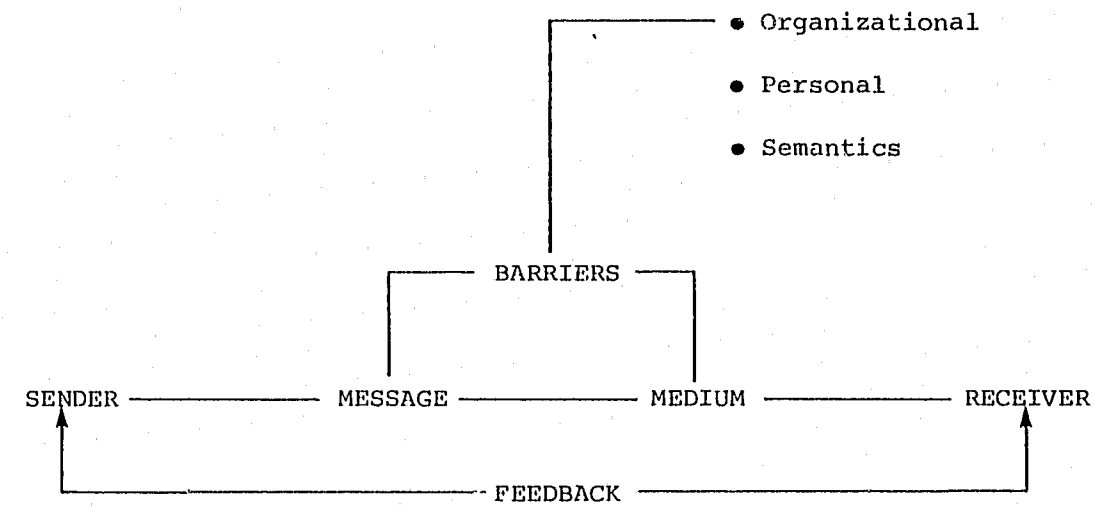 • Organizational
• Personal
• Semantics
BARRIERS
SENDER MESSAGE MEDIUM RECEIVER
FEEDBACK